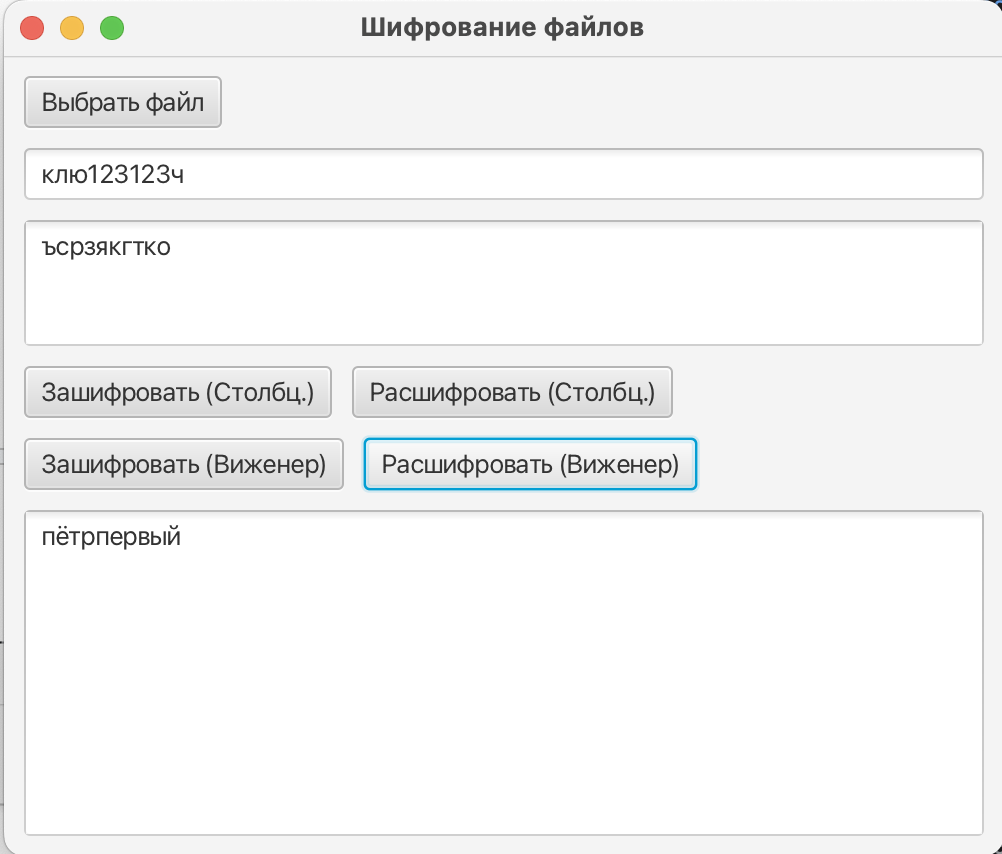 Шифрование файлов
Выбрать файл
клю123123ч
ъсрзякгтко
Зашифровать (Столбц.) Расшифровать (Столбц.)
Зашифровать (Виженер) Расшифровать (Виженер)
пётрпервый